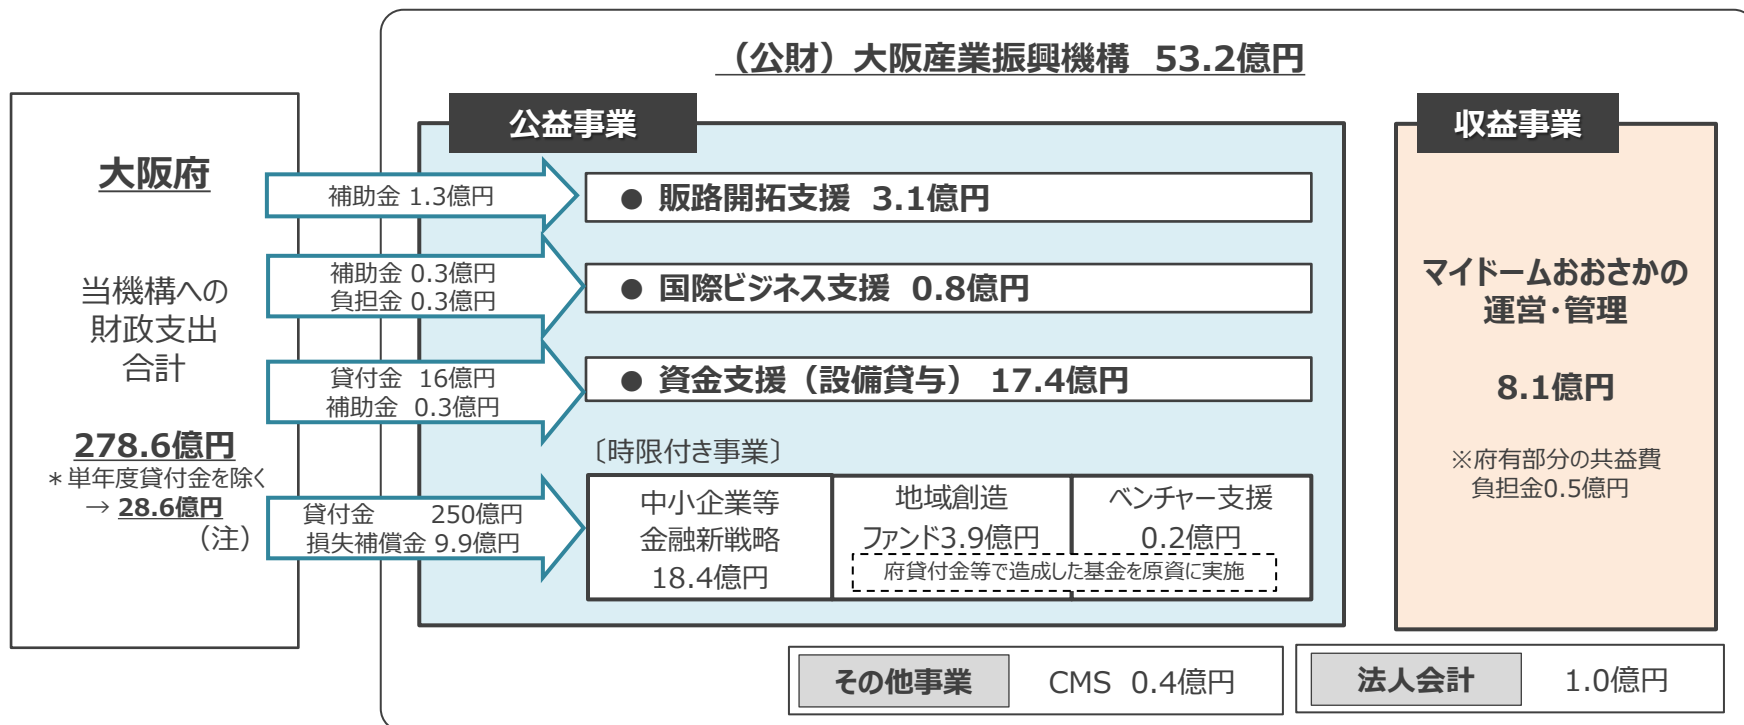 （公財）大阪産業振興機構 53.2億円
大阪府
当機構への
財政支出
合計
278.6億円
＊単年度貸付金を除く
→ 28.6億円
（注）
公益事業
補助金 1.3億円
● 販路開拓支援 3.1億円
補助金 0.3億円
負担金 0.3億円
● 国際ビジネス支援 0.8億円
貸付金 16億円
補助金 0.3億円
● 資金支援（設備貸与） 17.4億円
〔時限付き事業〕
貸付金 250億円
損失補償金 9.9億円
中小企業等
金融新戦略
18.4億円
地域創造
ファンド3.9億円
ベンチャー支援
0.2億円
府貸付金等で造成した基金を原資に実施
収益事業
マイドームおおさかの
運営・管理
8.1億円
※府有部分の共益費
負担金0.5億円
その他事業 CMS 0.4億円
法人会計 1.0億円